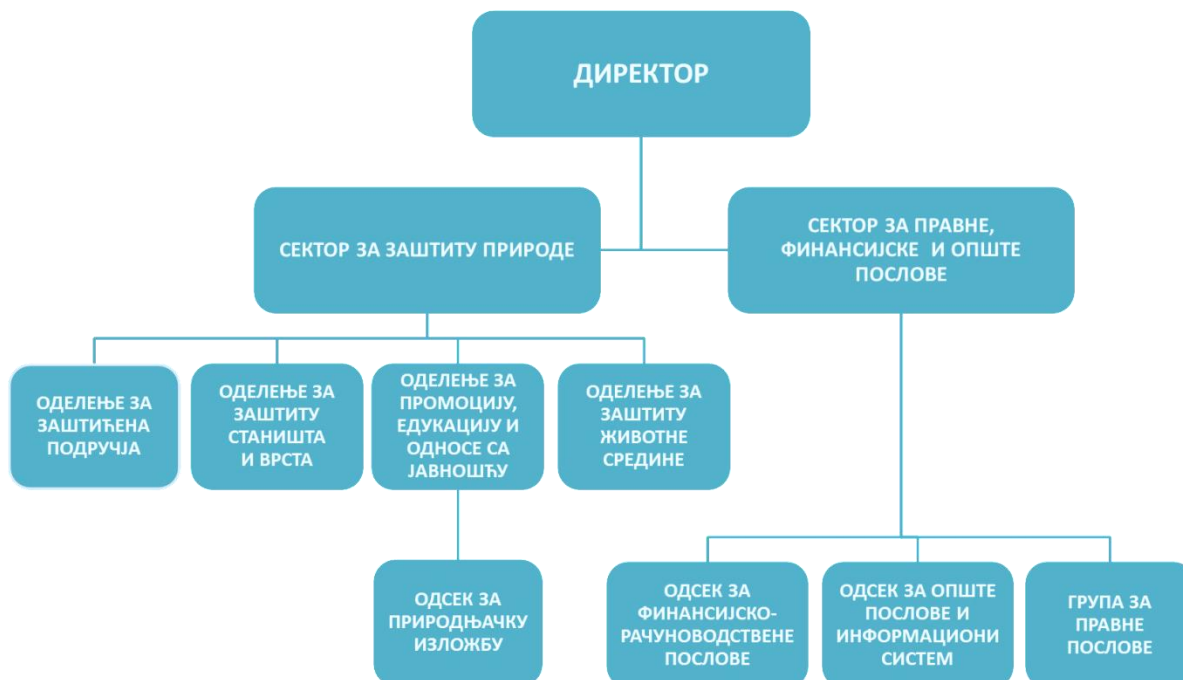 ДИРЕКТОР
СЕКТОР ЗА ЗАШТИТУ ПРИРОДЕ
СЕКТОР ЗА ПРАВНЕ,
ФИНАНСИЈСКЕ И ОПШТЕ
ПОСЛОВЕ
ОДЕЛЕЊЕ ЗА
ЗАШТИЋЕНА
ПОДРУЧЈА
ОДЕЛЕЊЕ ЗА
ЗАШТИТУ
СТАНИШТА
И ВРСТА
ОДЕЛЕЊЕ ЗА
ПРОМОЦИЈУ,
ЕДУКАЦИЈУ И
ОДНОСЕ СА
ЈАВНОШЋУ
ОДЕЛЕЊЕ ЗА
ЗАШТИТУ
ЖИВОТНЕ
СРЕДИНЕ
ОДСЕК ЗА
ПРИРОДЊАЧКУ
ИЗЛОЖБУ
ОДСЕК ЗА
ФИНАНСИЈСКО-
РАЧУНОВОДСТВЕНЕ
ПОСЛОВЕ
ОДСЕК ЗА ОПШТЕ
ПОСЛОВЕ И
ИНФОРМАЦИОНИ
СИСТЕМ
ГРУПА ЗА
ПРАВНЕ
ПОСЛОВЕ